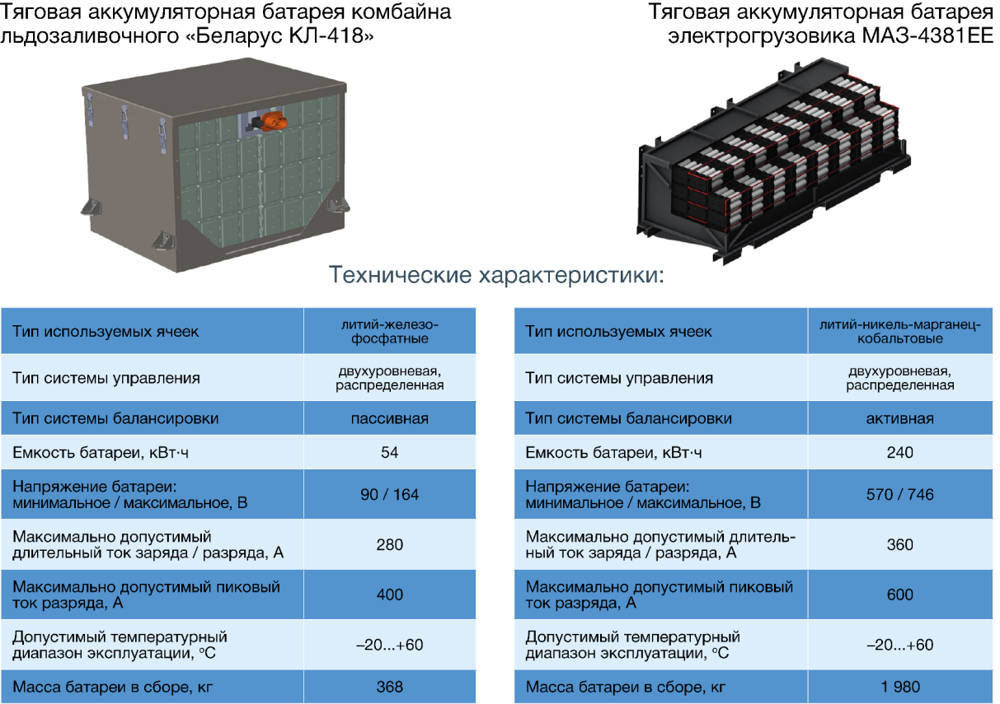 Тяговая аккумуляторная батарея комбайна
льдозаливочного «Беларус КЛ-418»
Тяговая аккумуляторная батарея
электрогрузовика МАЗ-4381EE
Технические характеристики:
Тип используемых ячеек
литий-железо-
фосфатные
Тип системы управления
двухуровневая,
распределенная
Тип системы балансировки
пассивная
Емкость батареи, кВт·ч
54
Напряжение батареи:
минимальное / максимальное, В
90 / 164
Максимально допустимый
длительный ток заряда / разряда, А
280
Максимально допустимый пиковый
ток разряда, А
400
Допустимый температурный
диапазон эксплуатации, °С
–20...+60
Масса батареи в сборе, кг
368
Тип используемых ячеек
литий-никель-марганец-
кобальтовые
Тип системы управления
двухуровневая,
распределенная
Тип системы балансировки
активная
Емкость батареи, кВт·ч
240
Напряжение батареи:
минимальное / максимальное, В
570 / 746
Максимально допустимый длитель-
ный ток заряда / разряда, А
360
Максимально допустимый пиковый
ток разряда, А
600
Допустимый температурный
диапазон эксплуатации, °С
–20...+60
Масса батареи в сборе, кг
1 980